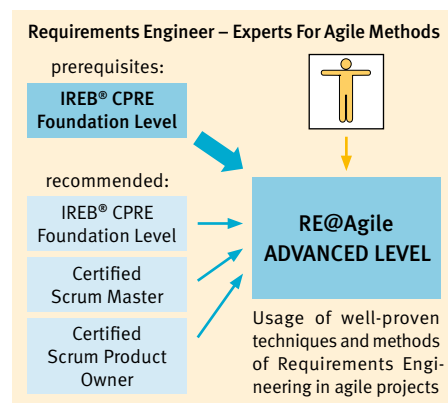 Requirements Engineer – Experts For Agile Methods
prerequisites:
IREB® CPRE
Foundation Level
recommended:
IREB® CPRE
Foundation Level
Certified
Scrum Master
Certified
Scrum Product
Owner
RE@Agile
ADVANCED LEVEL
Usage of well-proven
techniques and methods
of Requirements Engi-
neering in agile projects